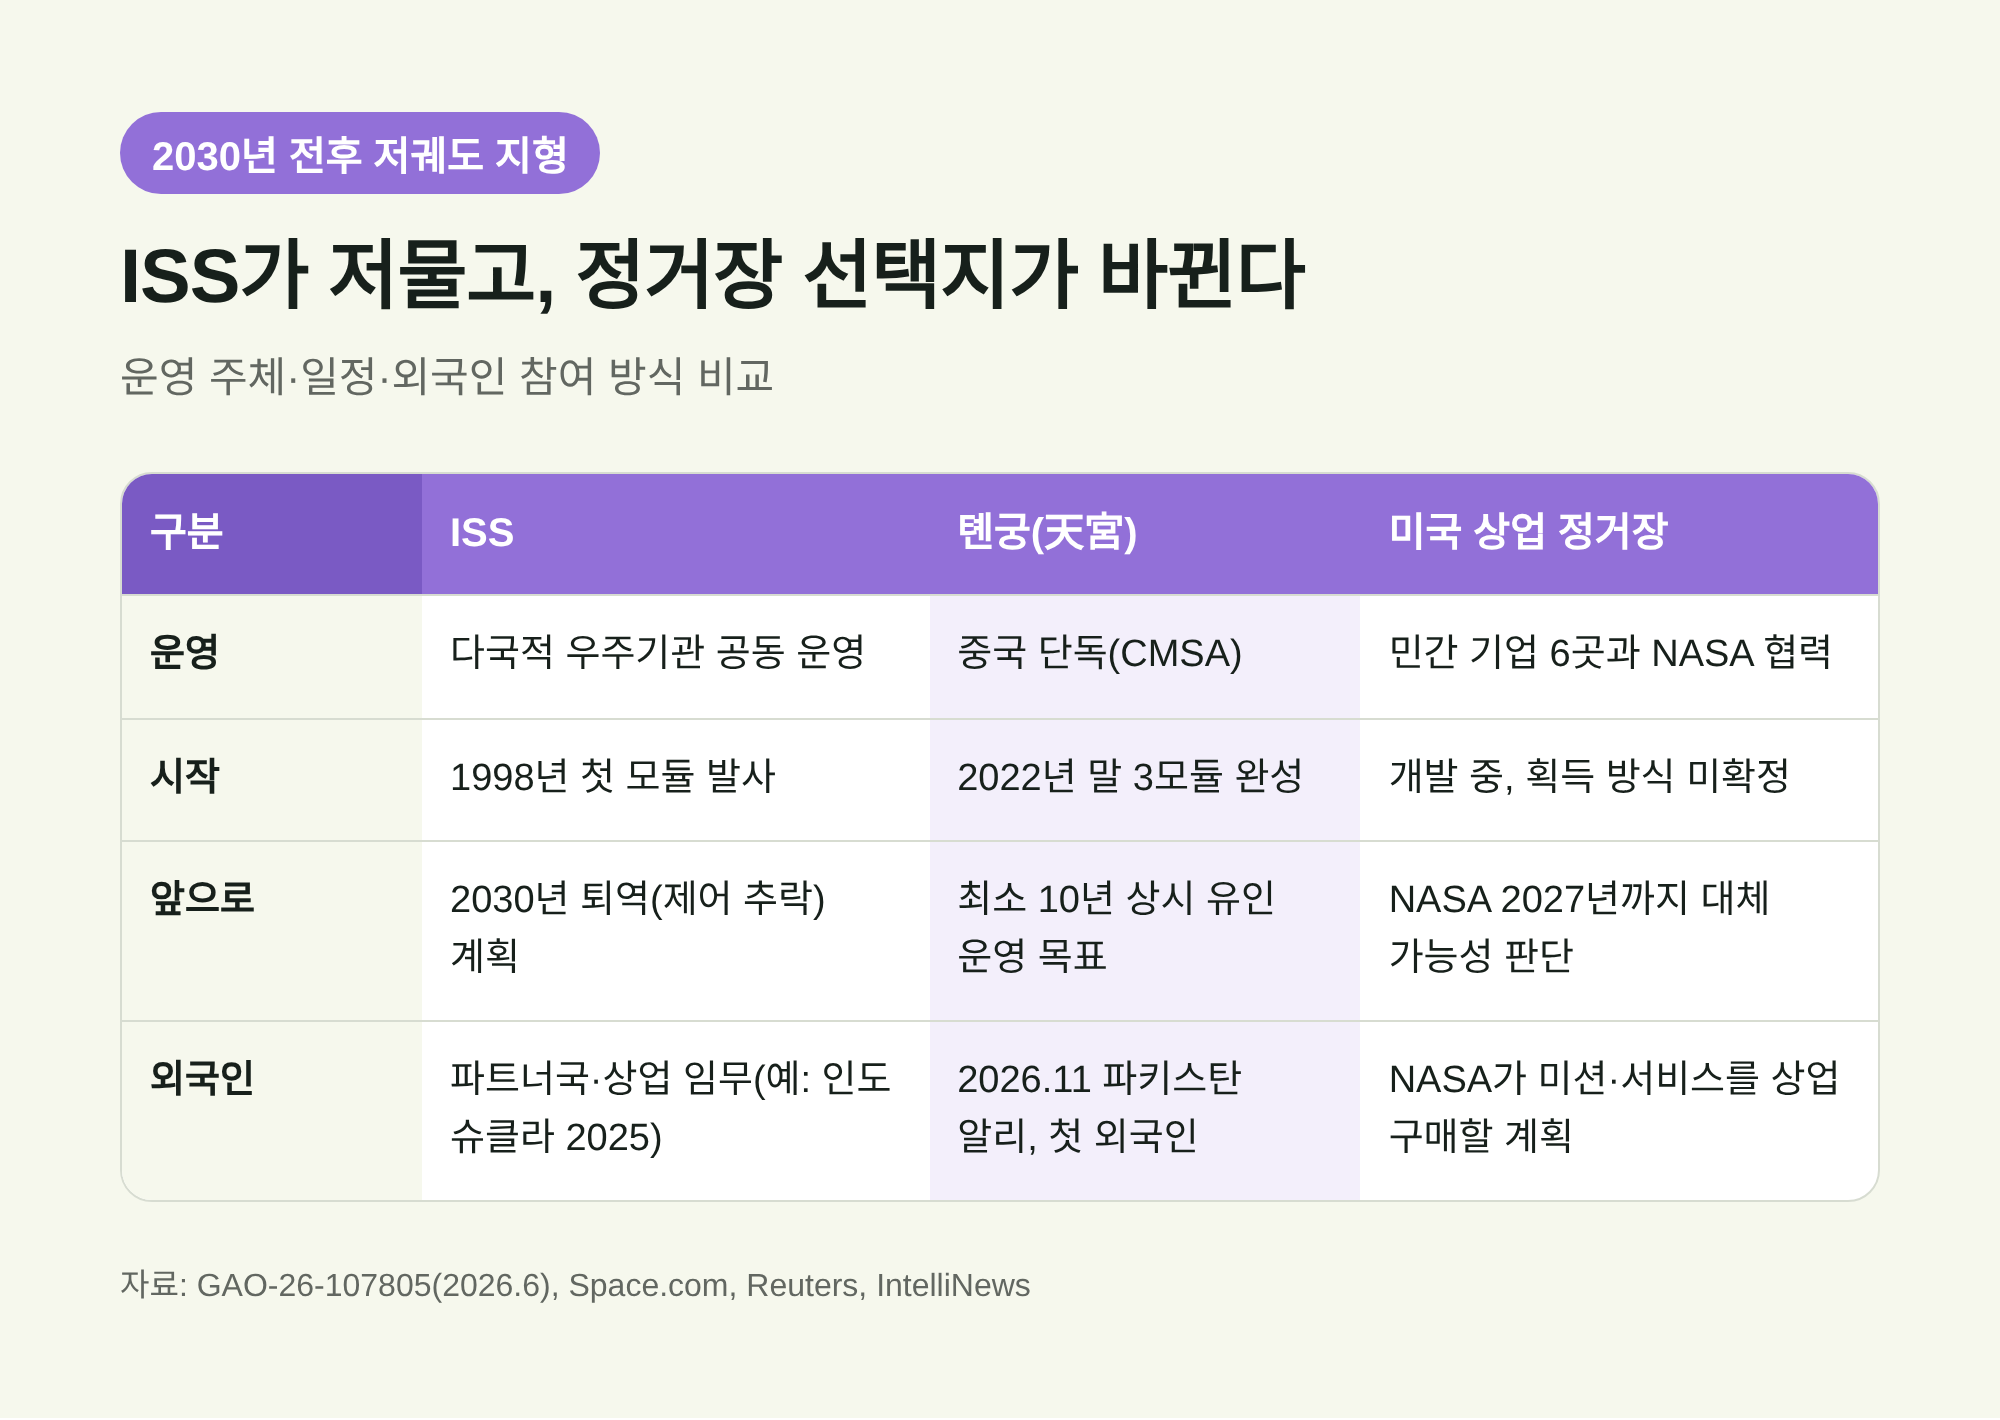 2030년 전후 저궤도 지형
ISS가 저물고, 정거장 선택지가 바뀐다
운영 주체·일정·외국인 참여 방식 비교
구분 ISS 톈궁(天宮) 미국 상업 정거장
운영 다국적 우주기관 공동 운영 중국 단독(CMSA) 민간 기업 6곳과 NASA 협력
시작 1998년 첫 모듈 발사 2022년 말 3모듈 완성 개발 중, 획득 방식 미확정
앞으로 2030년 퇴역(제어 추락) 최소 10년 상시 유인 NASA 2027년까지 대체
계획 운영 목표 가능성 판단
외국인 파트너국·상업 임무(예: 인도 2026.11 파키스탄 NASA가 미션·서비스를 상업
슈클라 2025) 알리, 첫 외국인 구매할 계획
자료: GAO-26-107805(2026.6), Space.com, Reuters, IntelliNews